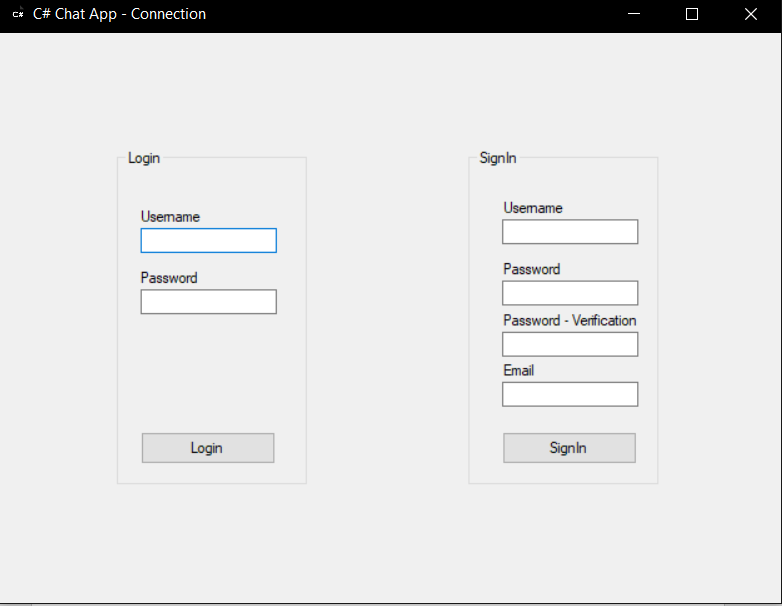 C# C# Chat App - Connection
Login
Username
Password
Login
SignIn
Username
Password
Password - Verification
Email
SignIn